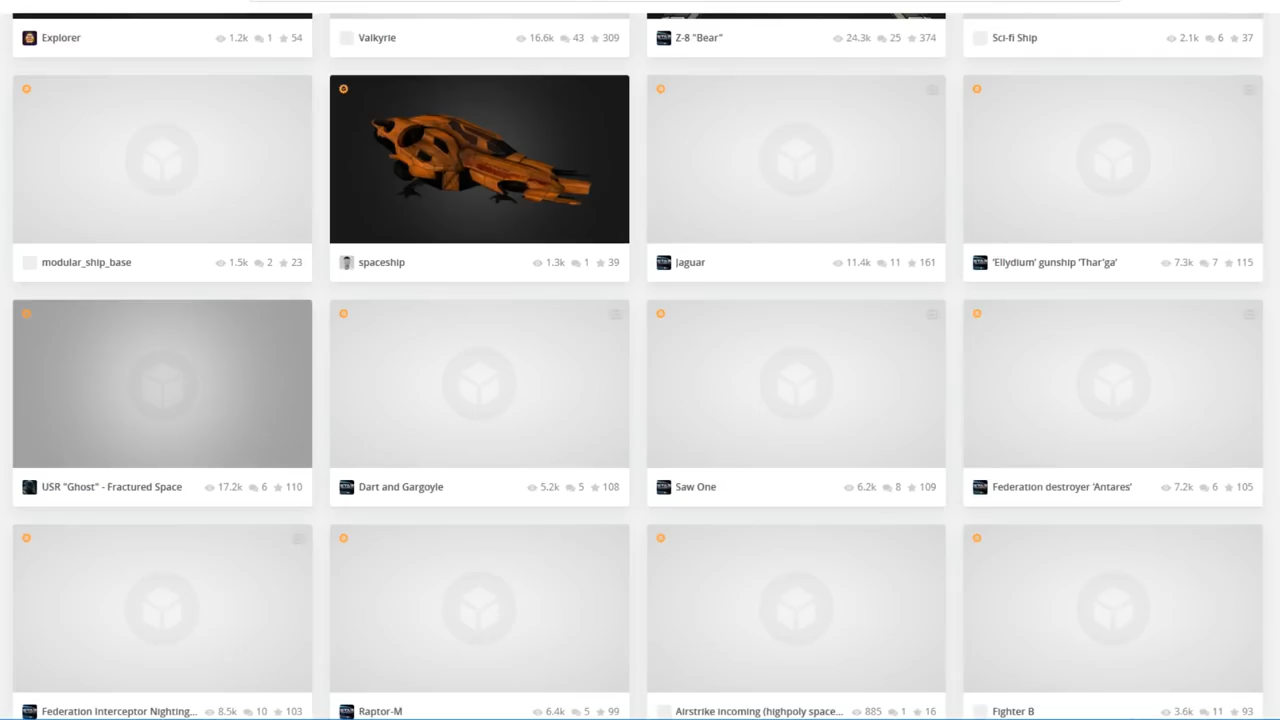 Explorer 1.2k 1 54
Valkyrie 16.6k 43 309
Z-8 "Bear" 24.3k 25 374
Sci-fi Ship 2.1k 6 37
modular_ship_base 1.5k 2 23
spaceship 1.3k 1 39
Jaguar 11.4k 11 161
'Ellydium' gunship 'Thar'ga' 7.3k 7 115
USR "Ghost" - Fractured Space 17.2k 6 110
Dart and Gargoyle 5.2k 5 108
Saw One 6.2k 8 109
Federation destroyer 'Antares' 7.2k 6 105
Federation Interceptor Nighting... 8.5k 10 103
Raptor-M 6.4k 5 99
Airstrike incoming (highpoly space... 885 1 16
Fighter B 3.6k 11 93